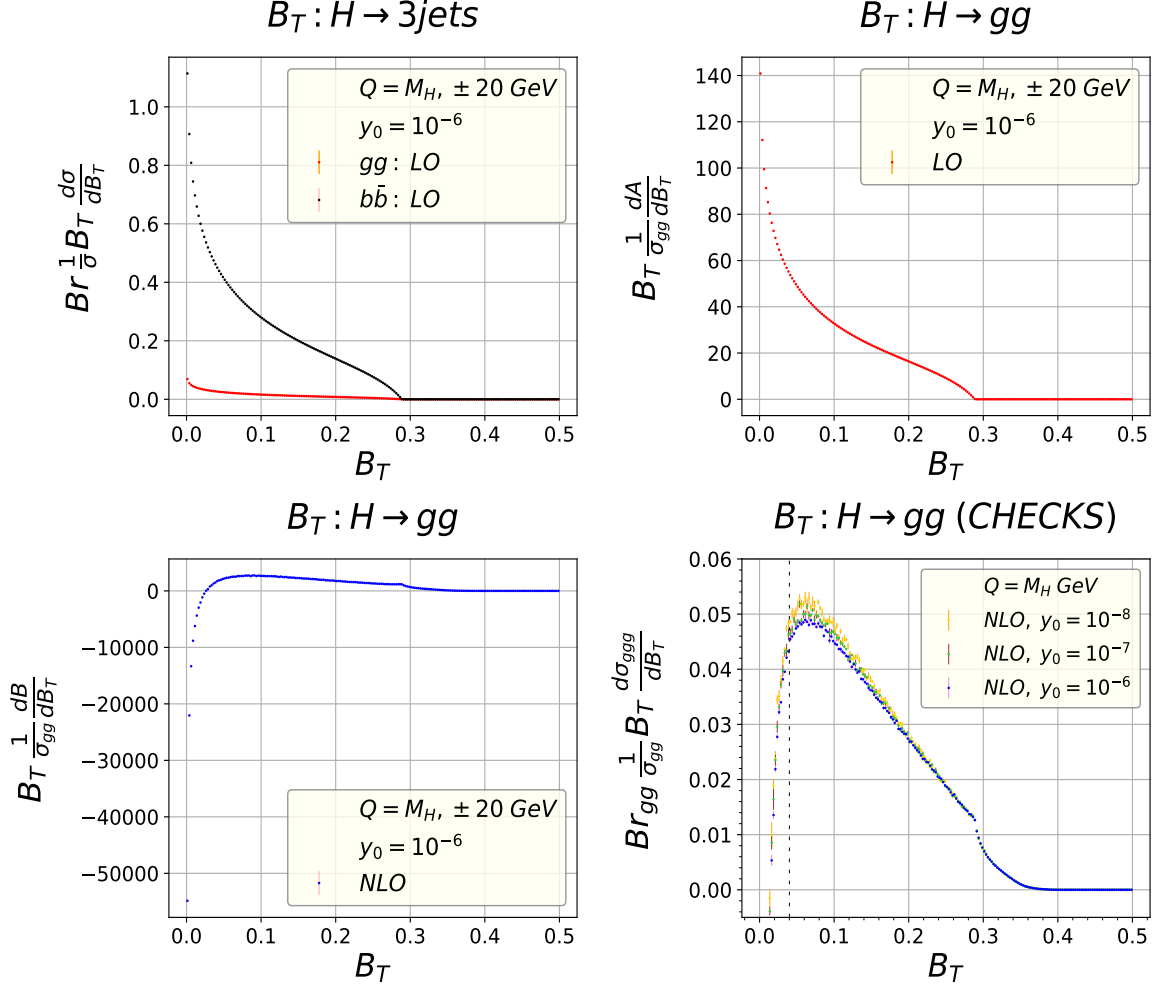 B_T : H → 3jets
Br 1/σ B_T dσ/dB_T
1.0
0.8
0.6
0.4
0.2
0.0
Q = M_H, ± 20 GeV
y_0 = 10^{-6}
gg : LO
bb̄ : LO
0.0 0.1 0.2 0.3 0.4 0.5
B_T
B_T : H → gg
B_T 1/σ_gg dA/dB_T
140
120
100
80
60
40
20
0
Q = M_H, ± 20 GeV
y_0 = 10^{-6}
LO
0.0 0.1 0.2 0.3 0.4 0.5
B_T
B_T : H → gg
B_T 1/σ_gg dB/dB_T
0
−10000
−20000
−30000
−40000
−50000
Q = M_H, ± 20 GeV
y_0 = 10^{-6}
NLO
0.0 0.1 0.2 0.3 0.4 0.5
B_T
B_T : H → gg (CHECKS)
Br_gg 1/σ_gg B_T dσ_ggg/dB_T
0.06
0.05
0.04
0.03
0.02
0.01
0.00
Q = M_H GeV
NLO, y_0 = 10^{-8}
NLO, y_0 = 10^{-7}
NLO, y_0 = 10^{-6}
0.0 0.1 0.2 0.3 0.4 0.5
B_T